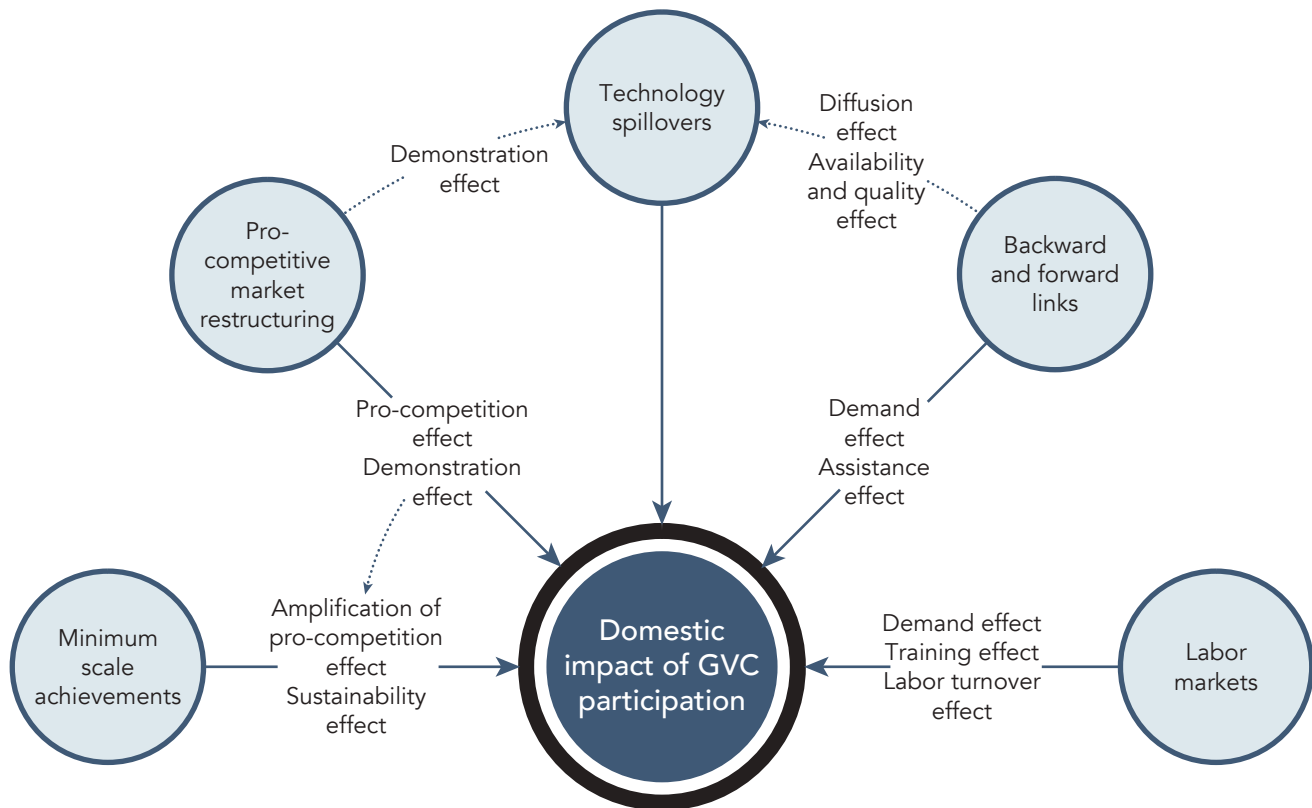 Technology
spillovers
Demonstration
effect
Diffusion
effect
Availability
and quality
effect
Pro-
competitive
market
restructuring
Backward
and forward
links
Pro-competition
effect
Demonstration
effect
Demand
effect
Assistance
effect
Minimum
scale
achievements
Amplification of
pro-competition
effect
Sustainability
effect
Domestic
impact of GVC
participation
Demand effect
Training effect
Labor turnover
effect
Labor
markets